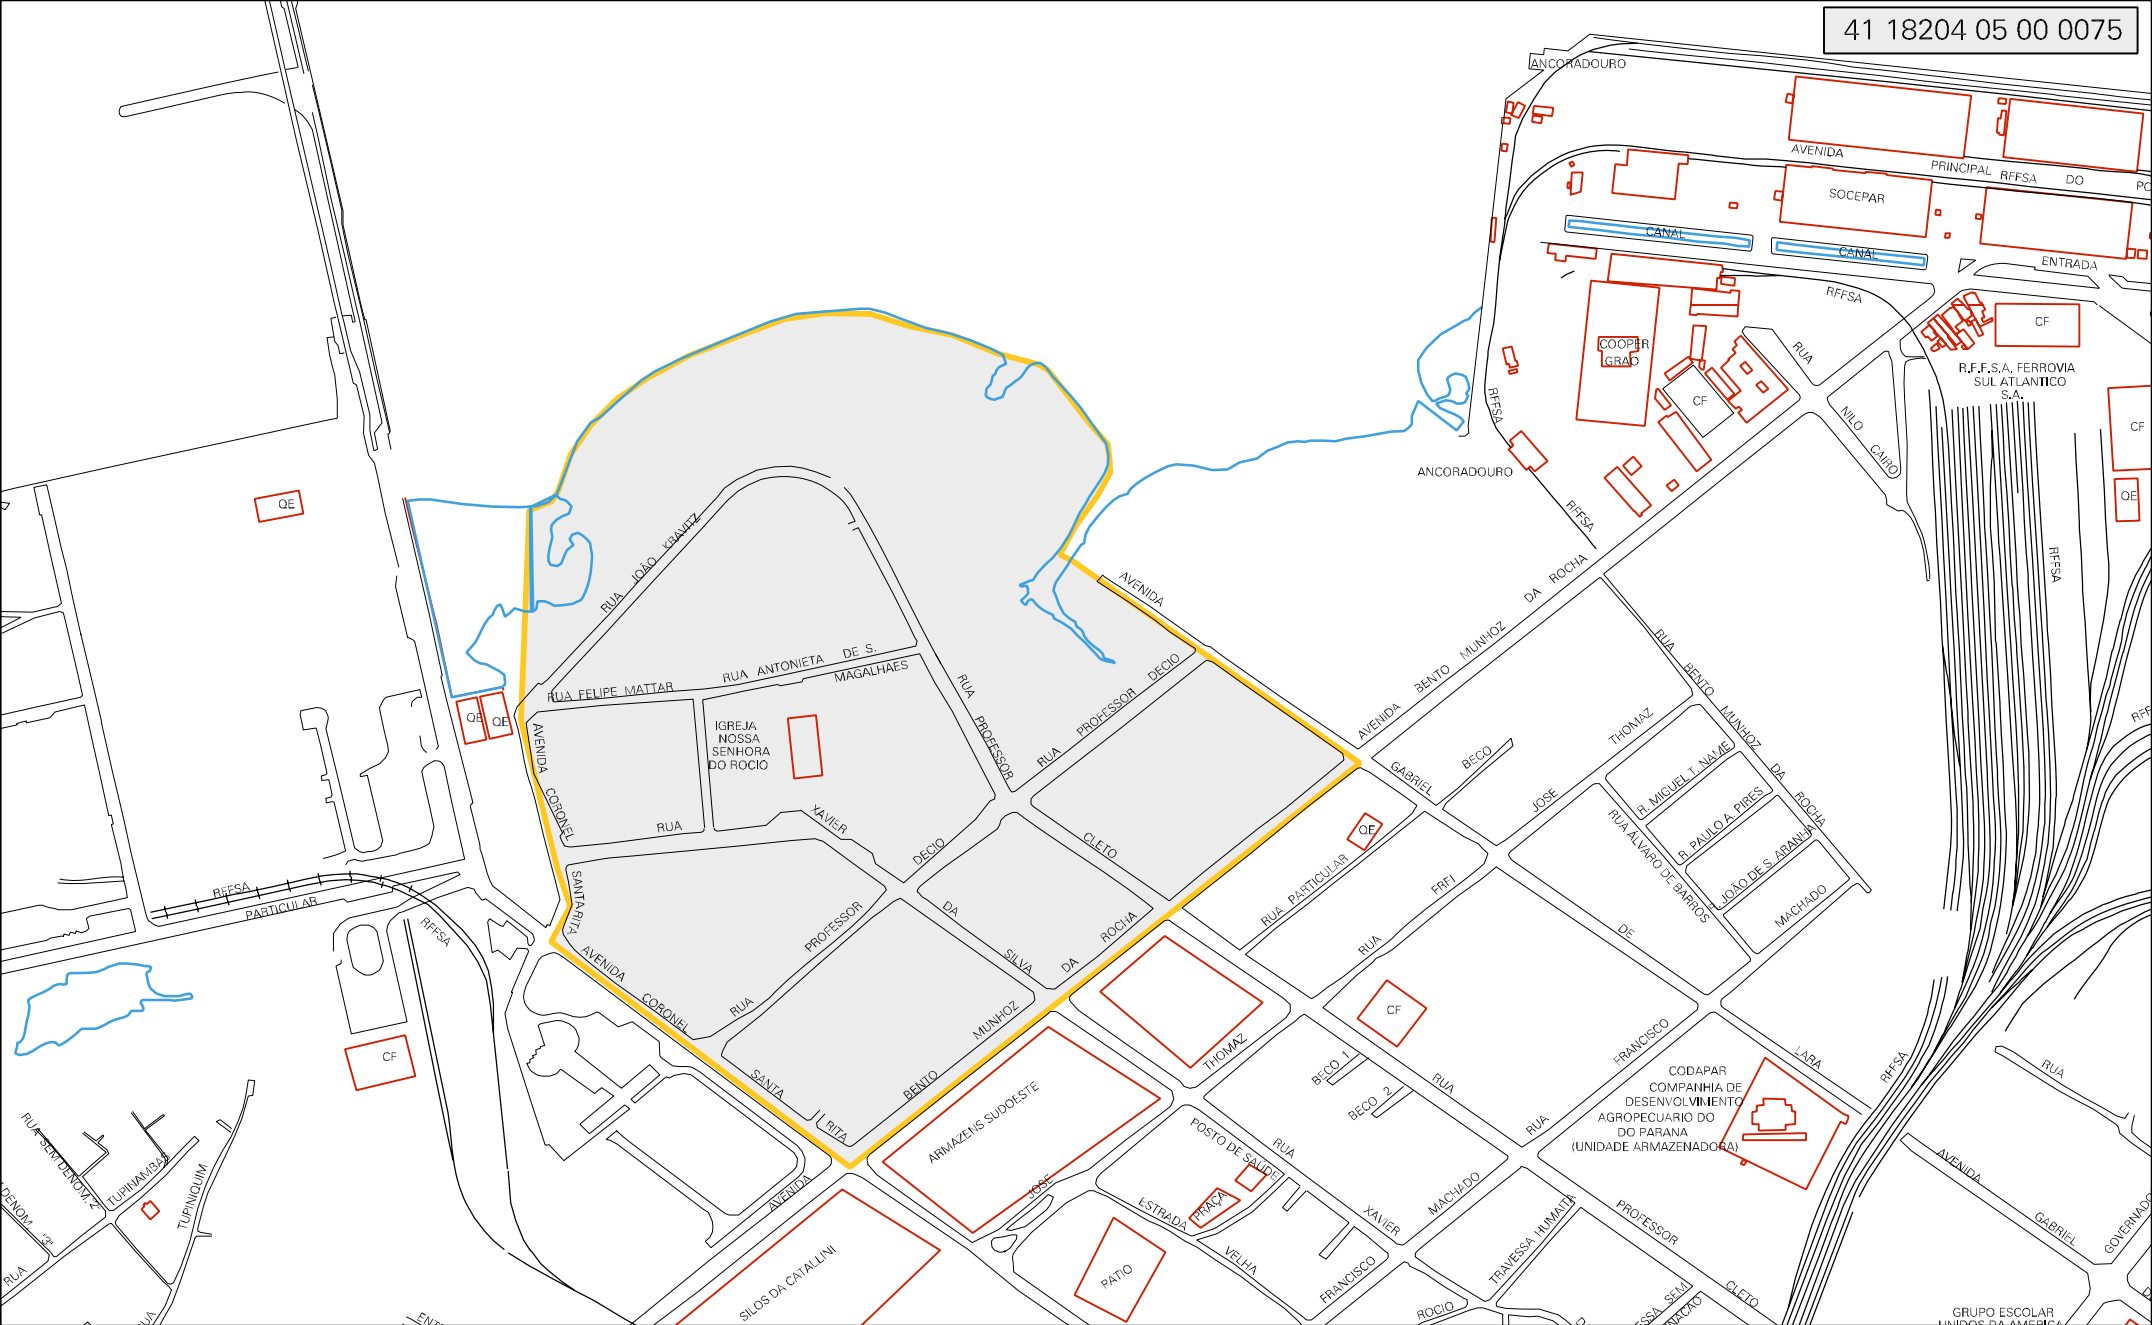 41 18204 05 00 0075
ANCORADOURO
AVENIDA
PRINCIPAL
RFFSA
DO
SOCEPAR
CANAL
CANAL
ENTRADA
RFFSA
CF
COOPER
GRAO
RUA
R.F.F.S.A. FERROVIA
SUL ATLANTICO
S.A.
CF
RFFSA
NILO
CAIRO
CF
ANCORADOURO
QE
QE
RFFSA
RFFSA
RUA JOÃO KRAVITZ
AVENIDA
AVENIDA BENTO MUNHOZ DA ROCHA
RUA BENTO MUNHOZ DA ROCHA
RUA FELIPE MATTAR
RUA ANTONIETA DE S.
MAGALHAES
RUA
PROFESSOR
RUA PROFESSOR DECIO
QE
QE
IGREJA
NOSSA
SENHORA
DO ROCIO
AVENIDA
CORONEL
SANTA RITA
RUA
XAVIER
DECIO
CLETO
GABRIEL
BECO
THOMAZ
JOSE
R. MIGUEL T. NAME
R. PAULO A. PIRES
R. JOÃO DE S. ARANHA
MACHADO
RUA ÁLVARO DE BARROS
QE
RUA PARTICULAR
FREI
RUA
DE
RFFSA
PARTICULAR
RFFSA
PROFESSOR
RUA
DA
SILVA
DA
ROCHA
AVENIDA
CORONEL
SANTA
RITA
BENTO
MUNHOZ
CF
CF
THOMAZ
BECO 1
BECO 2
RUA
FRANCISCO
RUA
LARA
RFFSA
RUA
CODAPAR
COMPANHIA DE
DESENVOLVIMENTO
AGROPECUARIO DO
DO PARANA
(UNIDADE ARMAZENADORA)
ARMAZENS SUDOESTE
JOSE
AVENIDA
POSTO DE SAÚDE
RUA
PRAÇA
ESTRADA
VELHA
XAVIER
MACHADO
FRANCISCO
TRAVESSA HUMAITA
PROFESSOR
CLETO
ROCIO
AVENIDA
GABRIEL
RUA SEM DENOM. 2
TUPINAMBAS
TUPINIQUIM
DENOM. "3"
RUA
SILOS DA CATALLINI
PATIO
GRUPO ESCOLAR